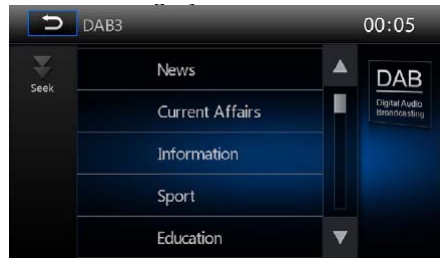 DAB3
00:05
Seek
News
Current Affairs
Information
Sport
Education
DAB
Digital Audio
Broadcasting